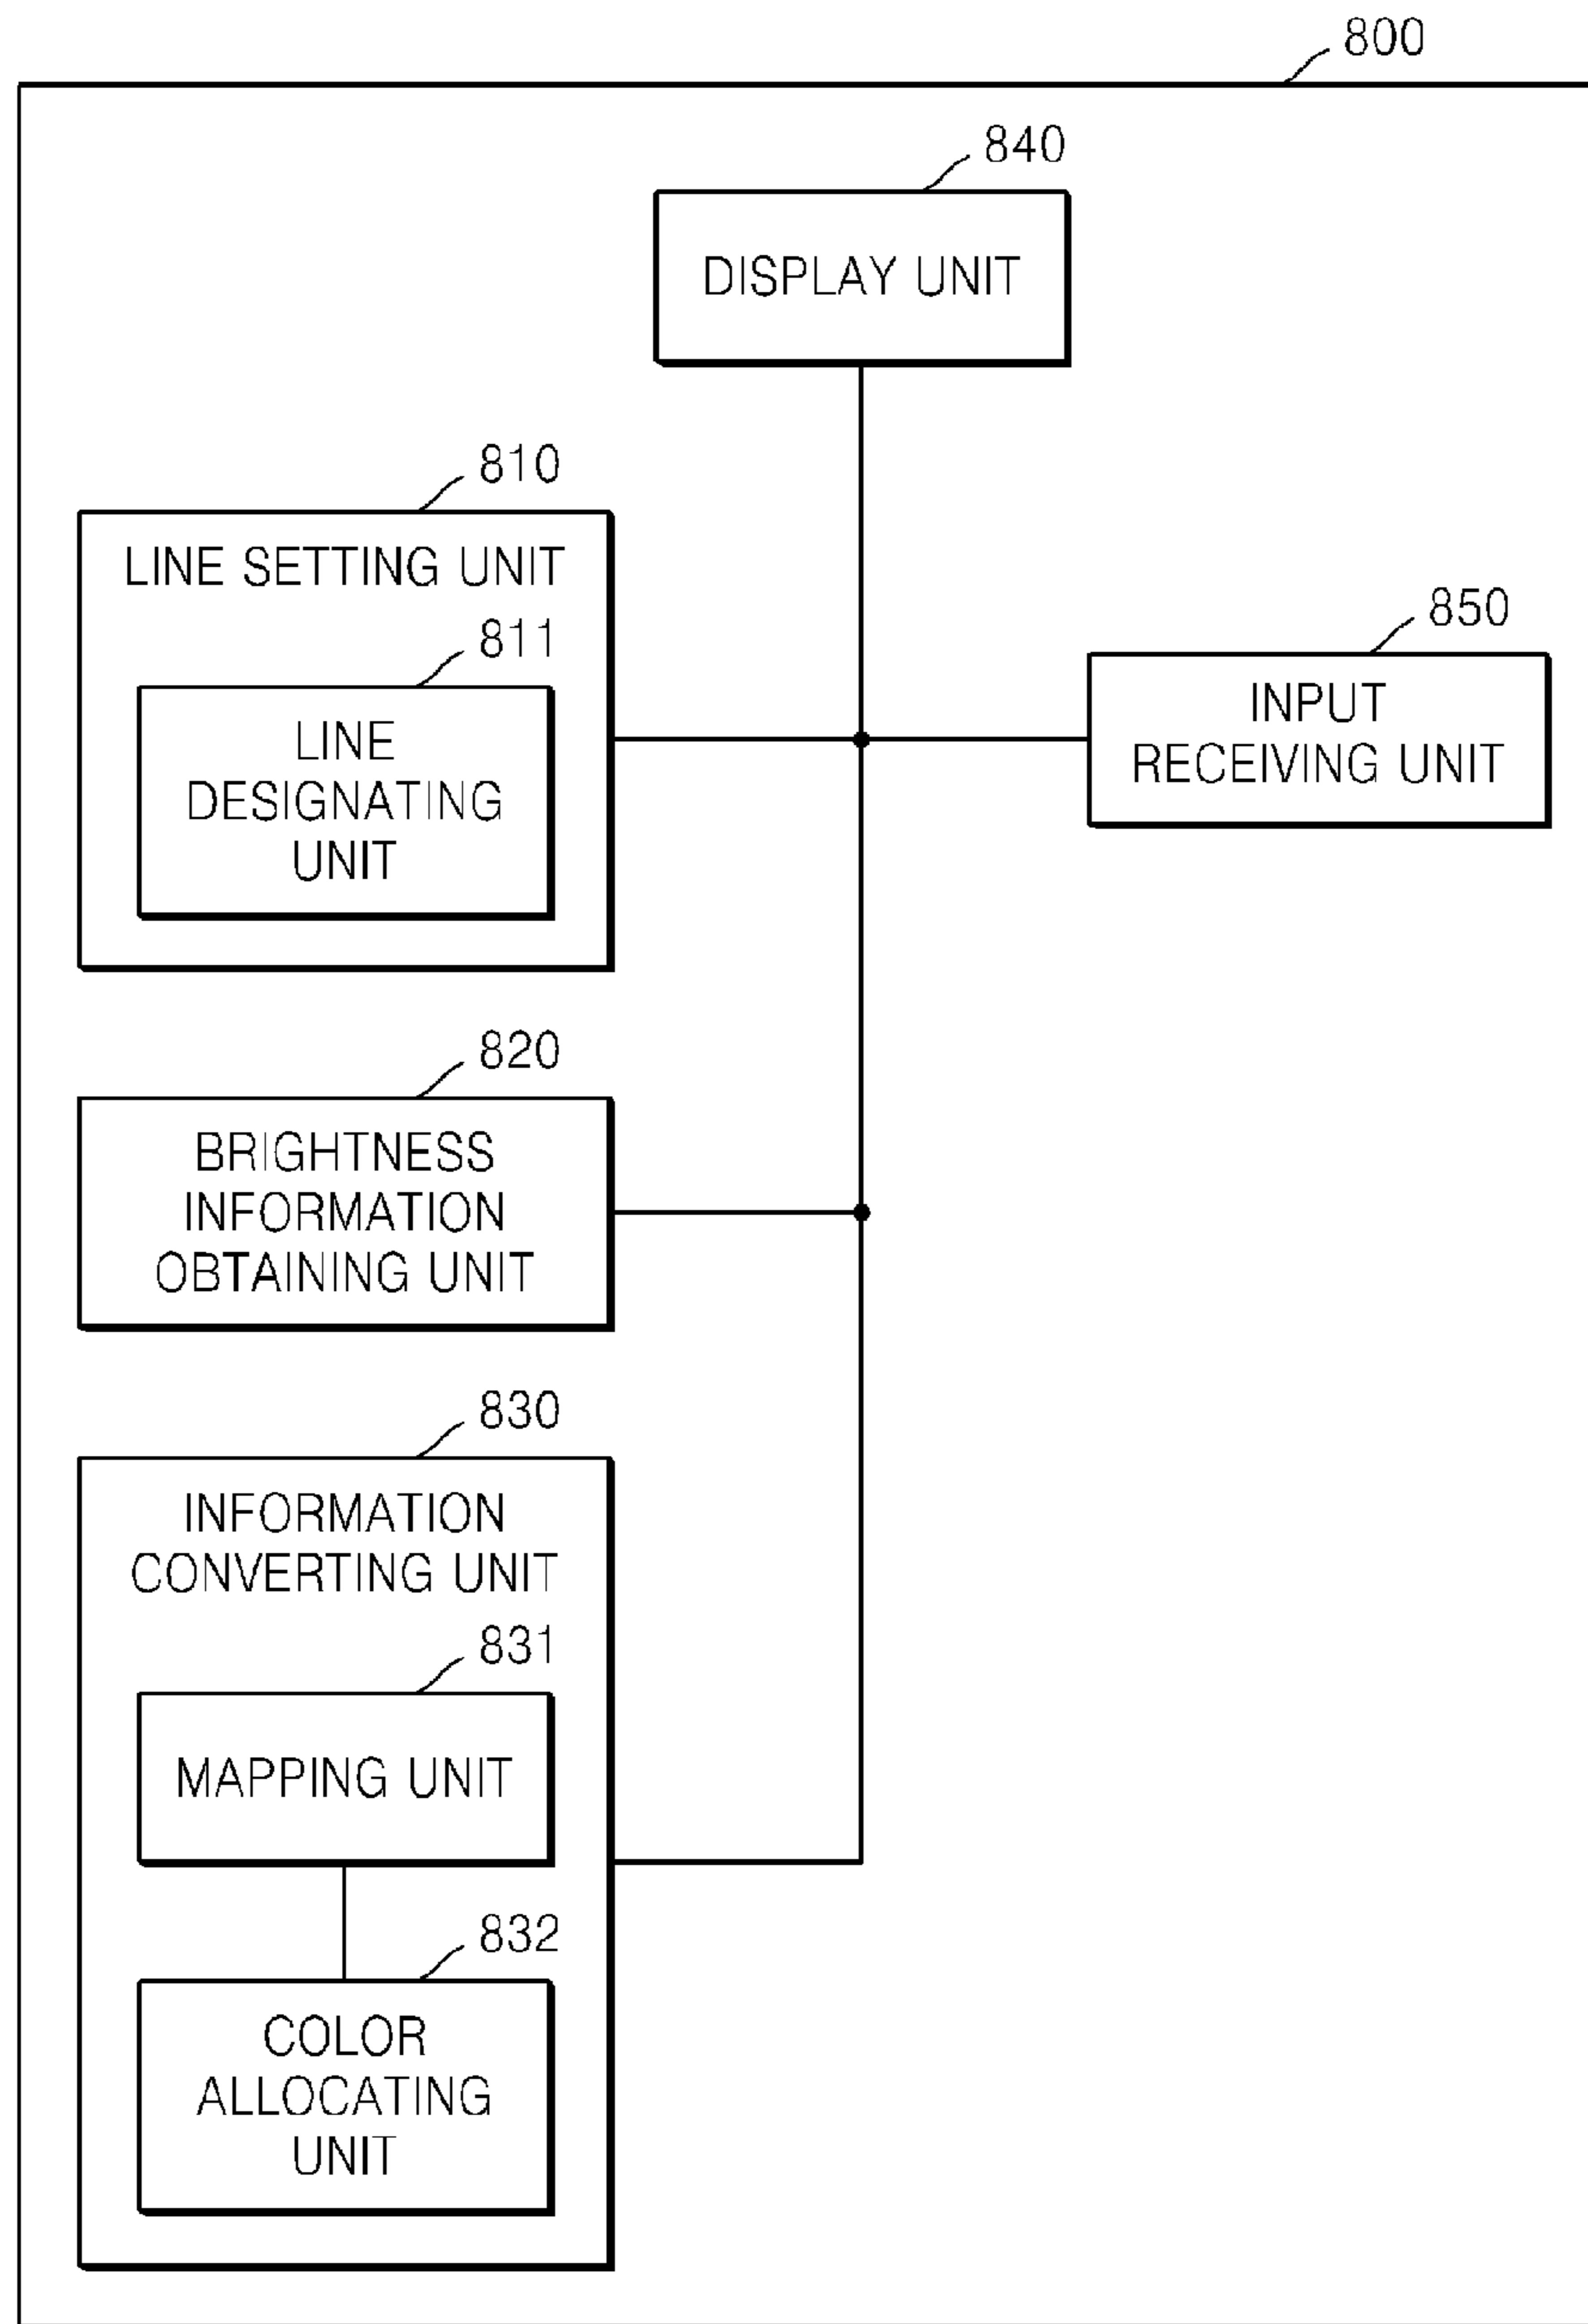 800
840
DISPLAY UNIT
810
LINE SETTING UNIT
811
LINE
DESIGNATING
UNIT
850
INPUT
RECEIVING UNIT
820
BRIGHTNESS
INFORMATION
OBTAINING UNIT
830
INFORMATION
CONVERTING UNIT
831
MAPPING UNIT
832
COLOR
ALLOCATING
UNIT